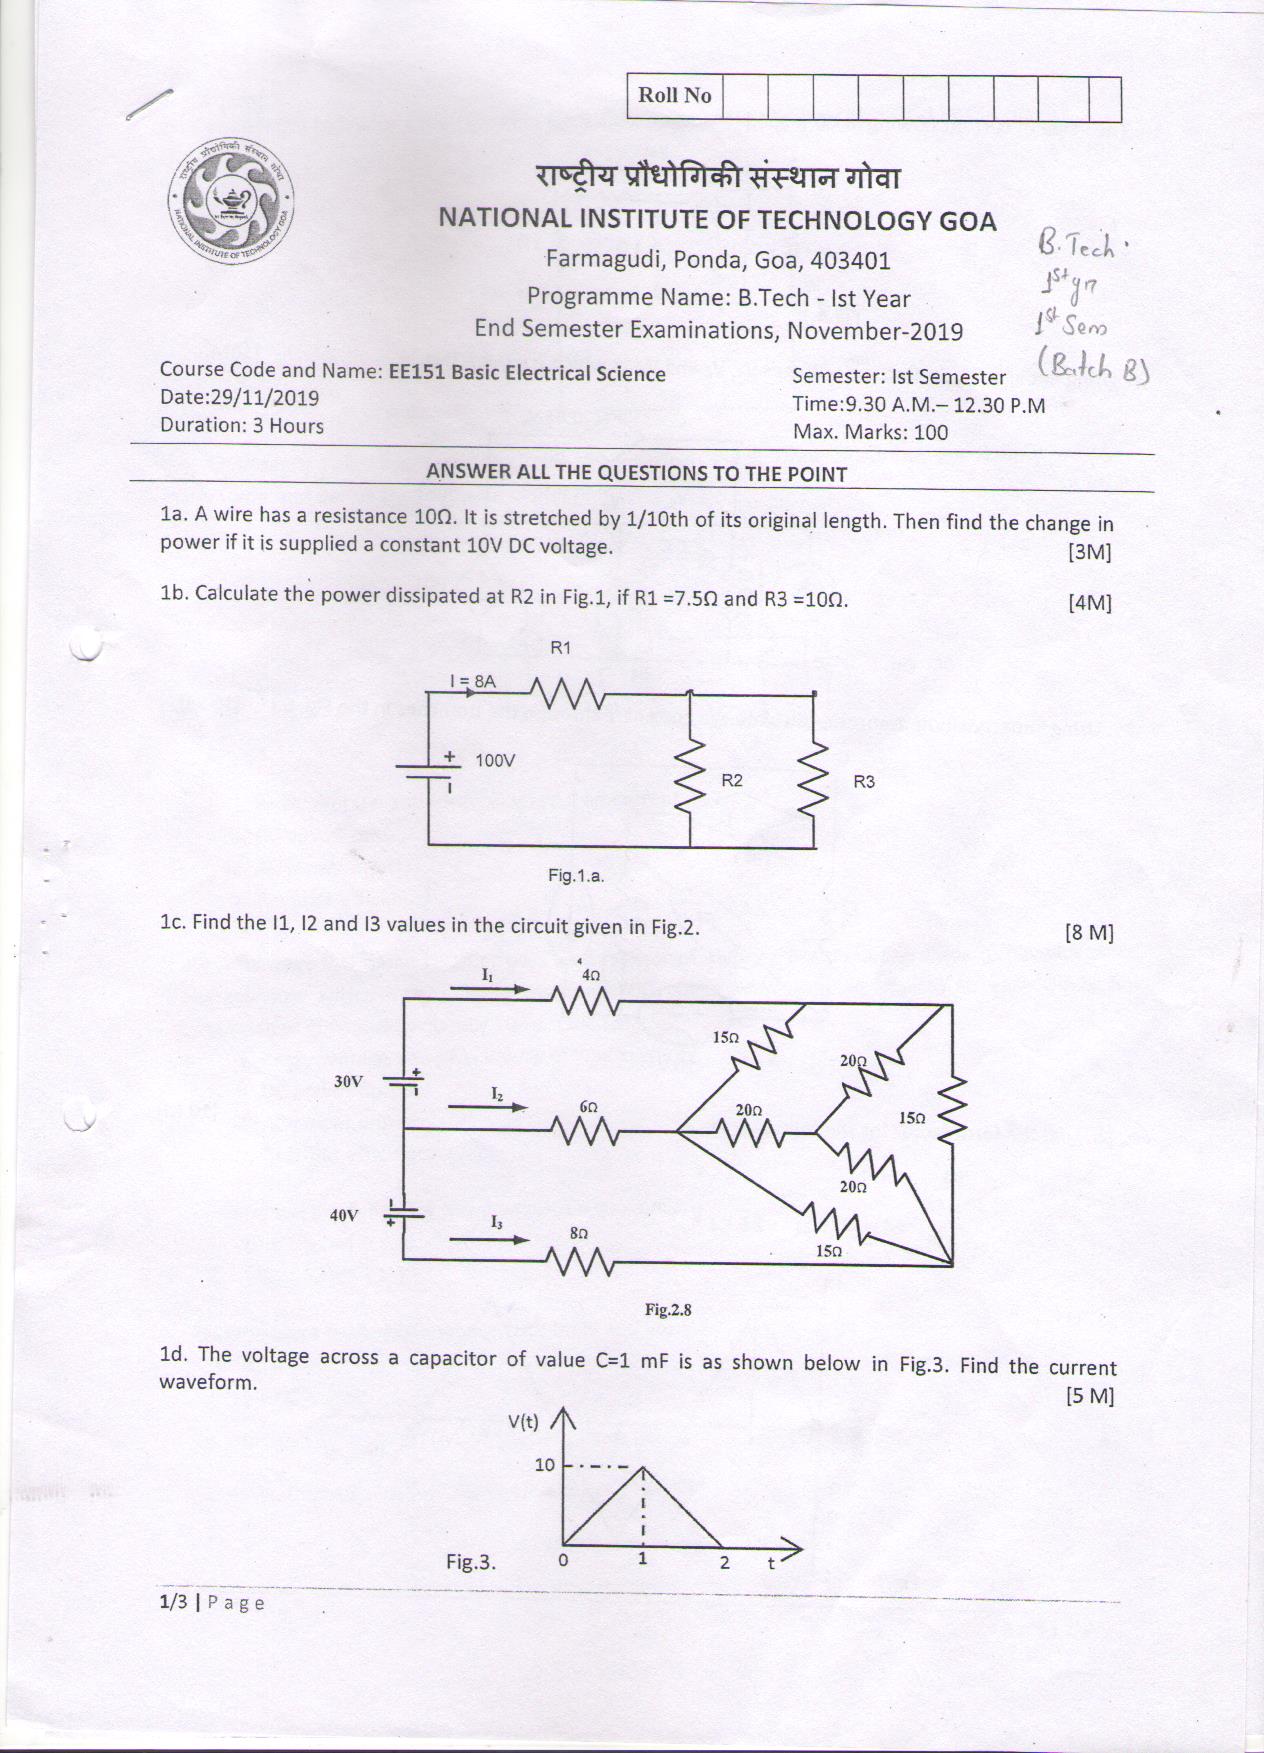 Roll No
राष्ट्रीय प्रौधोगिकी संस्थान गोवा
NATIONAL INSTITUTE OF TECHNOLOGY GOA
Farmagudi, Ponda, Goa, 403401
Programme Name: B.Tech - Ist Year
End Semester Examinations, November-2019
B.Tech.
1st yr
1st Sem
(Batch B)
राष्ट्रीय प्रौधोगिकी संस्थान गोवा
NATIONAL INSTITUTE OF TECHNOLOGY GOA
Course Code and Name: EE151 Basic Electrical Science
Date:29/11/2019
Duration: 3 Hours
Semester: Ist Semester
Time:9.30 A.M.– 12.30 P.M
Max. Marks: 100
ANSWER ALL THE QUESTIONS TO THE POINT
1a. A wire has a resistance 10Ω. It is stretched by 1/10th of its original length. Then find the change in
power if it is supplied a constant 10V DC voltage. [3M]
1b. Calculate the power dissipated at R2 in Fig.1, if R1 =7.5Ω and R3 =10Ω. [4M]
R1
I = 8A
+ 100V
R2
R3
Fig.1.a.
1c. Find the I1, I2 and I3 values in the circuit given in Fig.2. [8 M]
I₁
4Ω
15Ω
20Ω
30V
I₂
6Ω
20Ω
15Ω
20Ω
40V
I₃
8Ω
15Ω
Fig.2.8
1d. The voltage across a capacitor of value C=1 mF is as shown below in Fig.3. Find the current
waveform. [5 M]
V(t)
10
0 1 2 t
Fig.3.
1/3 | P a g e